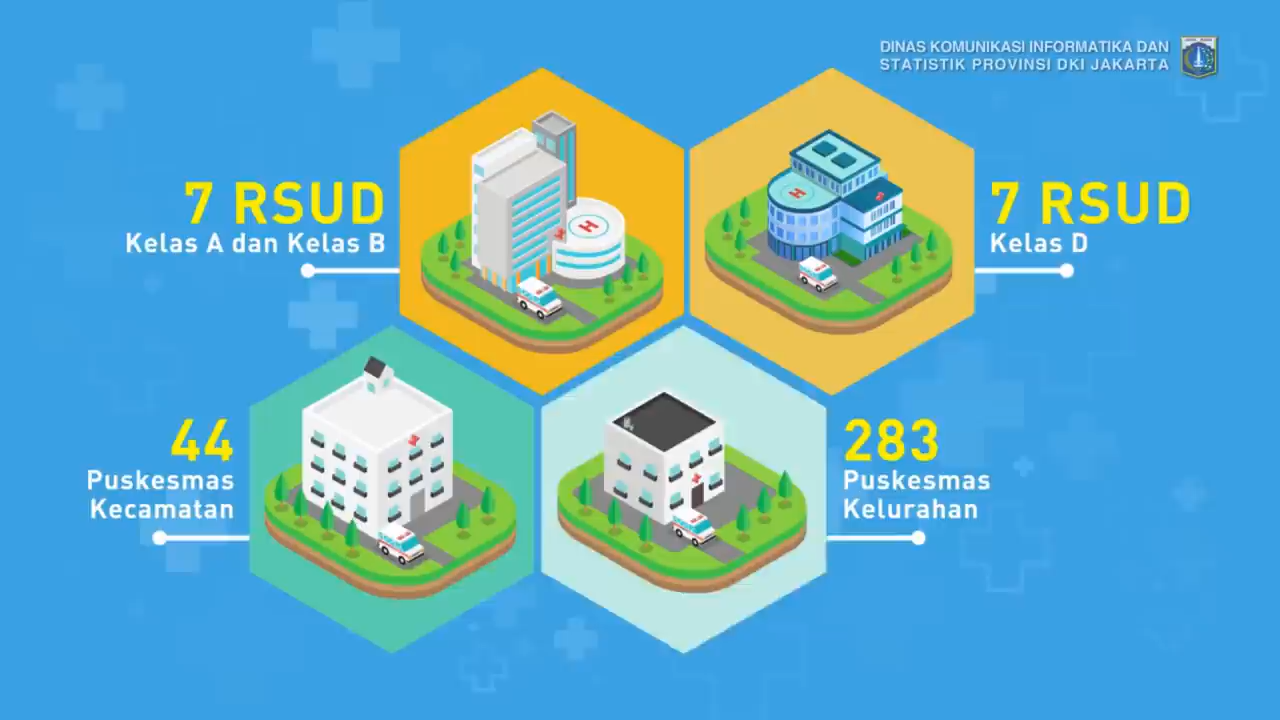 DINAS KOMUNIKASI INFORMATIKA DAN
STATISTIK PROVINSI DKI JAKARTA
7 RSUD
Kelas A dan Kelas B
7 RSUD
Kelas D
44
Puskesmas
Kecamatan
283
Puskesmas
Kelurahan
H
H